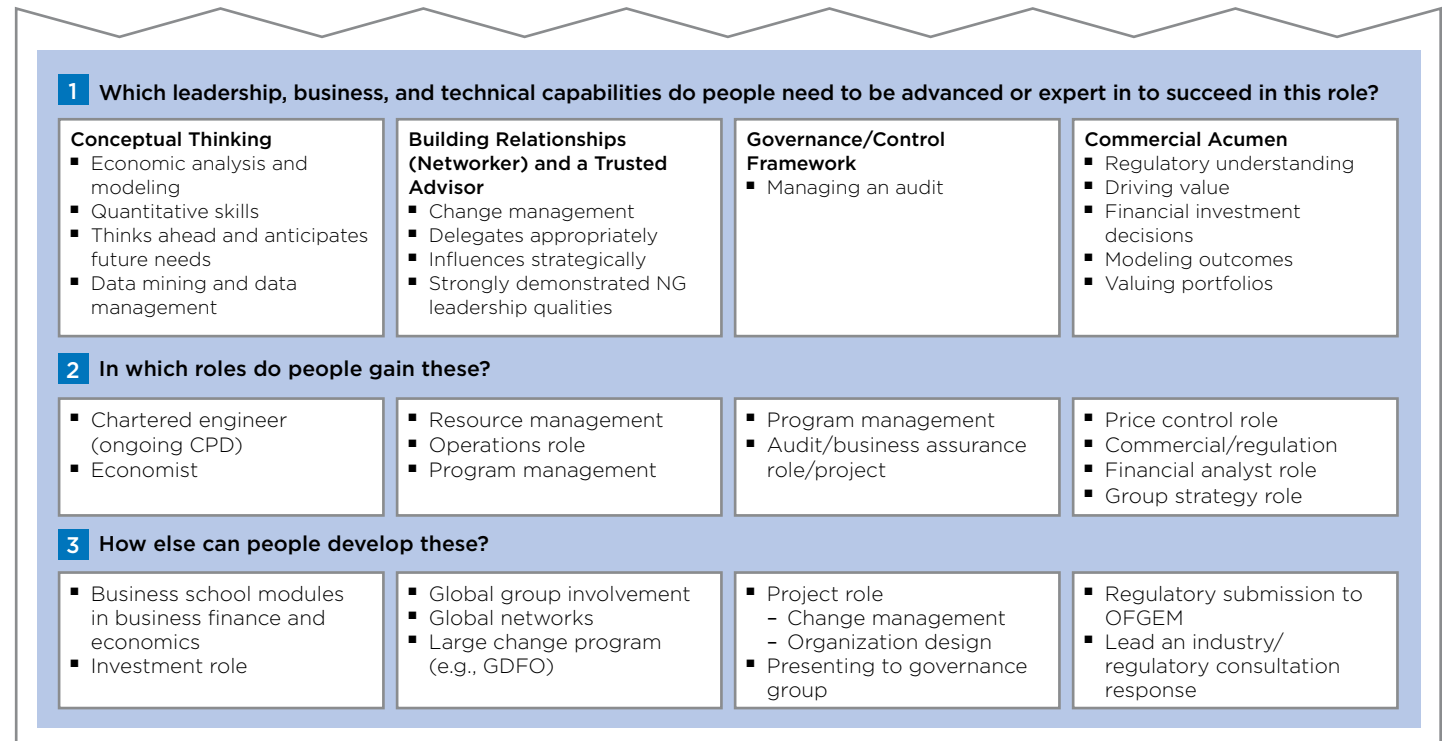 1 Which leadership, business, and technical capabilities do people need to be advanced or expert in to succeed in this role?
Conceptual Thinking
▪ Economic analysis and
modeling
▪ Quantitative skills
▪ Thinks ahead and anticipates
future needs
▪ Data mining and data
management
Building Relationships
(Networker) and a Trusted
Advisor
▪ Change management
▪ Delegates appropriately
▪ Influences strategically
▪ Strongly demonstrated NG
leadership qualities
Governance/Control
Framework
▪ Managing an audit
Commercial Acumen
▪ Regulatory understanding
▪ Driving value
▪ Financial investment
decisions
▪ Modeling outcomes
▪ Valuing portfolios
2 In which roles do people gain these?
▪ Chartered engineer
(ongoing CPD)
▪ Economist
▪ Resource management
▪ Operations role
▪ Program management
▪ Program management
▪ Audit/business assurance
role/project
▪ Price control role
▪ Commercial/regulation
▪ Financial analyst role
▪ Group strategy role
3 How else can people develop these?
▪ Business school modules
in business finance and
economics
▪ Investment role
▪ Global group involvement
▪ Global networks
▪ Large change program
(e.g., GDFO)
▪ Project role
– Change management
– Organization design
▪ Presenting to governance
group
▪ Regulatory submission to
OFGEM
▪ Lead an industry/
regulatory consultation
response